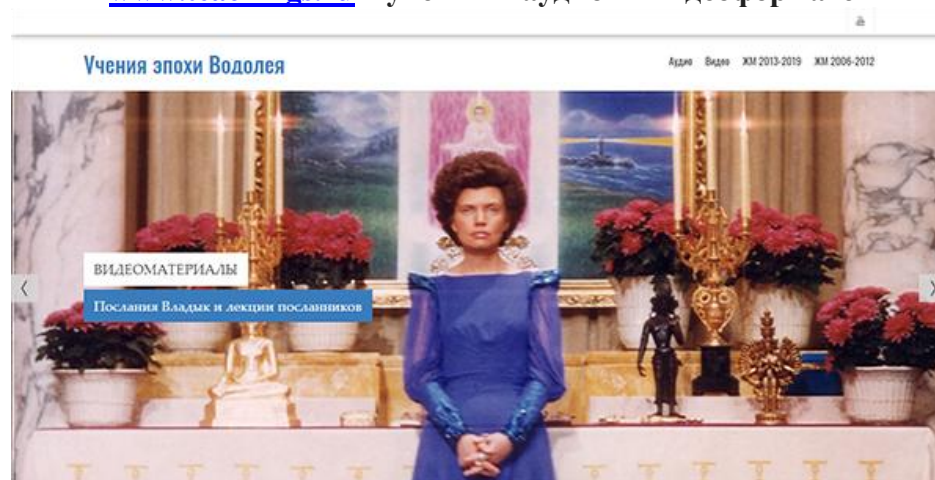 Учения эпохи Водолея
Аудио Видео ЖМ 2013-2019 ЖМ 2006-2012
ВИДЕОМАТЕРИАЛЫ
Послания Владык и лекции посланников